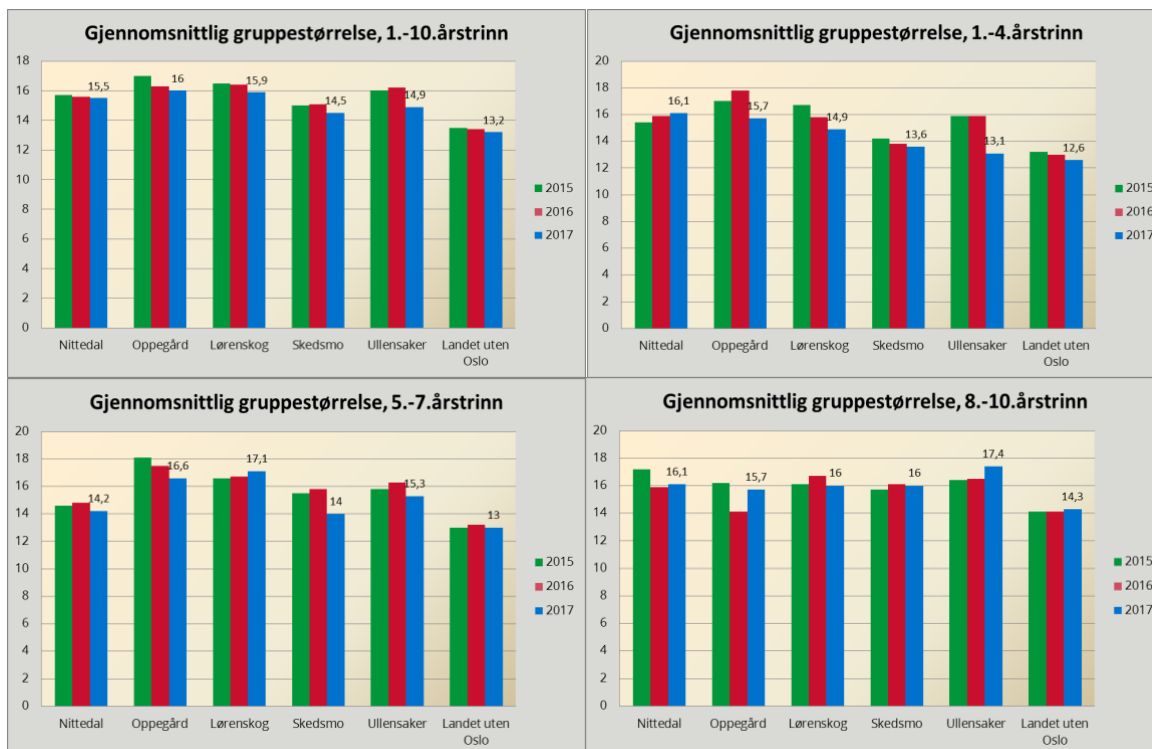 Gjennomsnittlig gruppestørrelse, 1.-10.årstrinn
18
16
14
12
10
8
6
4
2
0
15,5
16
15,9
14,5
14,9
13,2
Nittedal
Oppegård
Lørenskog
Skedsmo
Ullensaker
Landet uten
Oslo
2015
2016
2017
Gjennomsnittlig gruppestørrelse, 1.-4.årstrinn
20
18
16
14
12
10
8
6
4
2
0
16,1
15,7
14,9
13,6
13,1
12,6
Nittedal
Oppegård
Lørenskog
Skedsmo
Ullensaker
Landet uten
Oslo
2015
2016
2017
Gjennomsnittlig gruppestørrelse, 5.-7.årstrinn
20
18
16
14
12
10
8
6
4
2
0
14,2
16,6
17,1
14
15,3
13
Nittedal
Oppegård
Lørenskog
Skedsmo
Ullensaker
Landet uten
Oslo
2015
2016
2017
Gjennomsnittlig gruppestørrelse, 8.-10.årstrinn
20
18
16
14
12
10
8
6
4
2
0
16,1
15,7
16
16
17,4
14,3
Nittedal
Oppegård
Lørenskog
Skedsmo
Ullensaker
Landet uten
Oslo
2015
2016
2017